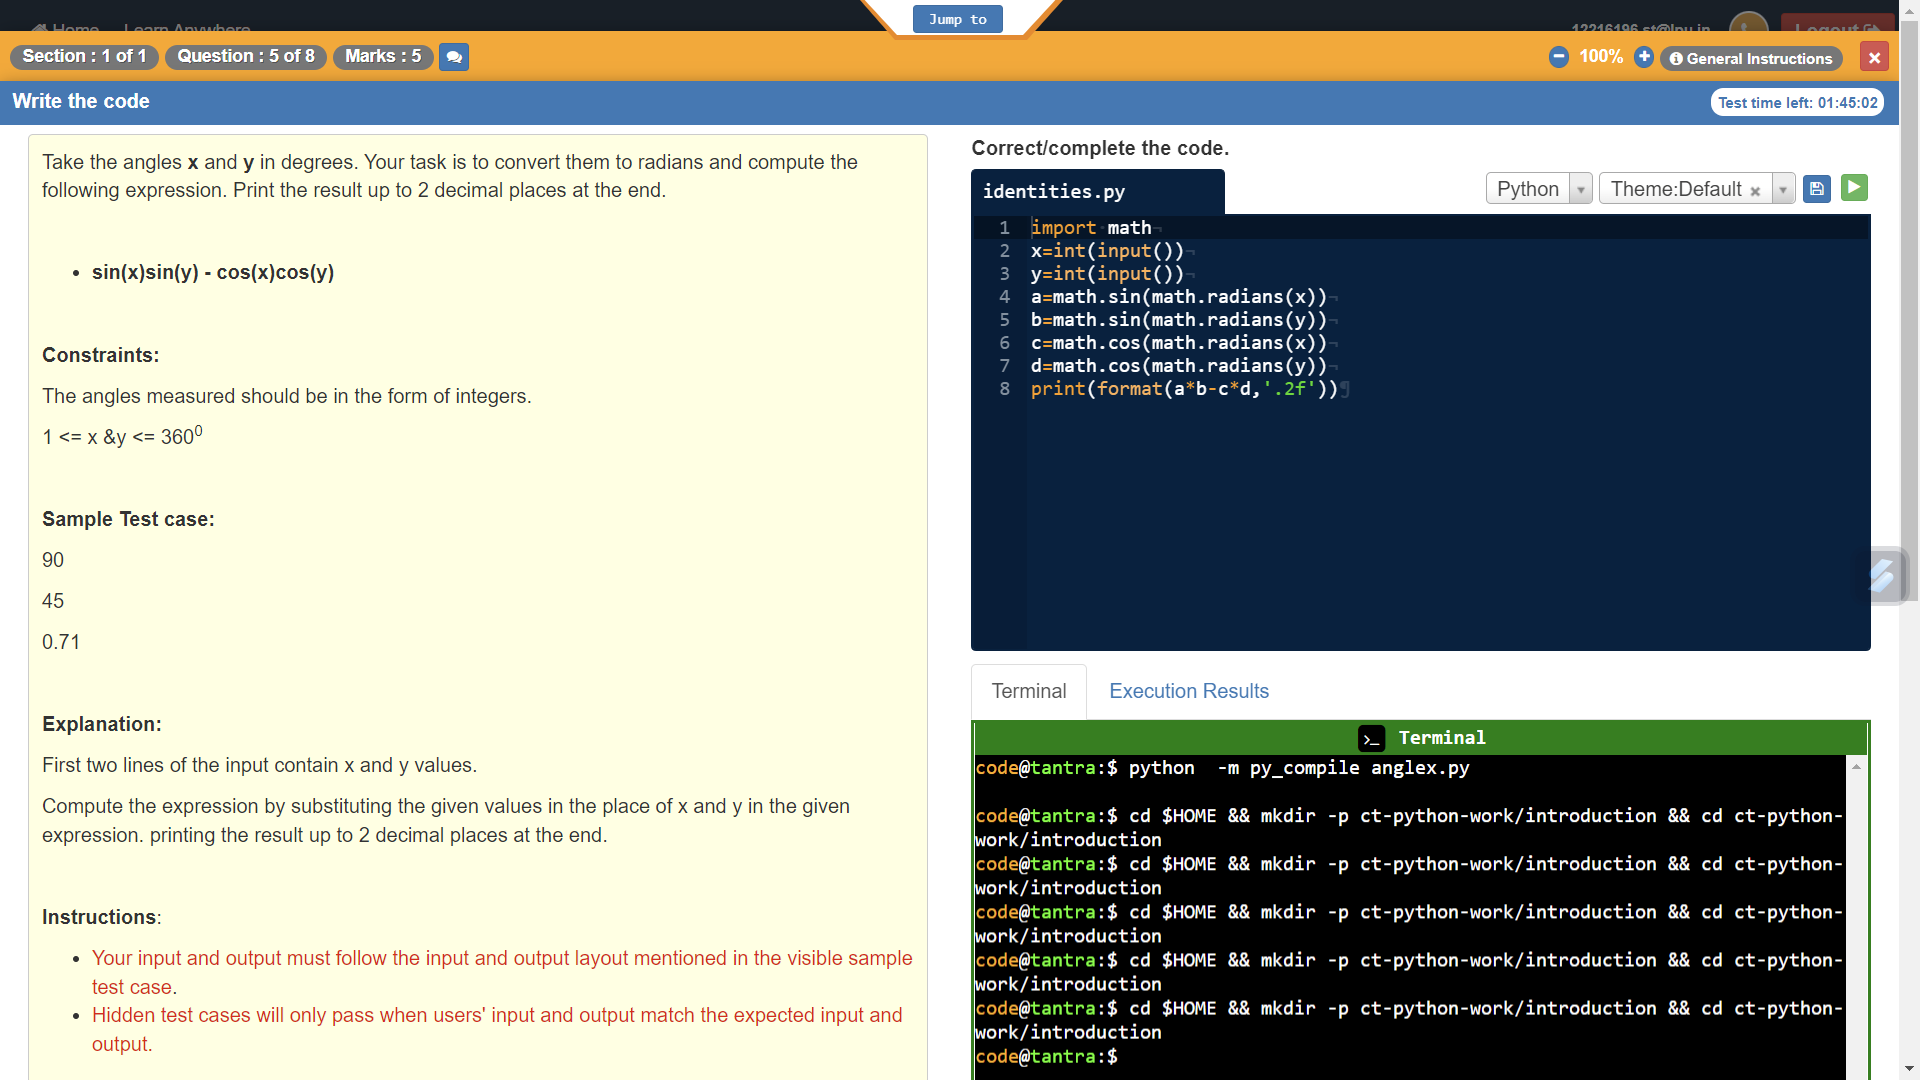 Jump to
Home Learn Anywhere
12216196.st@lpu.in Logout
Section : 1 of 1 Question : 5 of 8 Marks : 5
100% General Instructions
Write the code
Test time left: 01:45:02
Take the angles x and y in degrees. Your task is to convert them to radians and compute the
following expression. Print the result up to 2 decimal places at the end.
• sin(x)sin(y) - cos(x)cos(y)
Constraints:
The angles measured should be in the form of integers.
1 <= x &y <= 360⁰
Sample Test case:
90
45
0.71
Explanation:
First two lines of the input contain x and y values.
Compute the expression by substituting the given values in the place of x and y in the given
expression. printing the result up to 2 decimal places at the end.
Instructions:
• Your input and output must follow the input and output layout mentioned in the visible sample
test case.
• Hidden test cases will only pass when users' input and output match the expected input and
output.
Correct/complete the code.
identities.py
Python Theme:Default ×
1 import math
2 x=int(input())
3 y=int(input())
4 a=math.sin(math.radians(x))
5 b=math.sin(math.radians(y))
6 c=math.cos(math.radians(x))
7 d=math.cos(math.radians(y))
8 print(format(a*b-c*d,'.2f'))
Terminal Execution Results
>_ Terminal
code@tantra:$ python  -m py_compile anglex.py
code@tantra:$ cd $HOME && mkdir -p ct-python-work/introduction && cd ct-python-
work/introduction
code@tantra:$ cd $HOME && mkdir -p ct-python-work/introduction && cd ct-python-
work/introduction
code@tantra:$ cd $HOME && mkdir -p ct-python-work/introduction && cd ct-python-
work/introduction
code@tantra:$ cd $HOME && mkdir -p ct-python-work/introduction && cd ct-python-
work/introduction
code@tantra:$ cd $HOME && mkdir -p ct-python-work/introduction && cd ct-python-
work/introduction
code@tantra:$